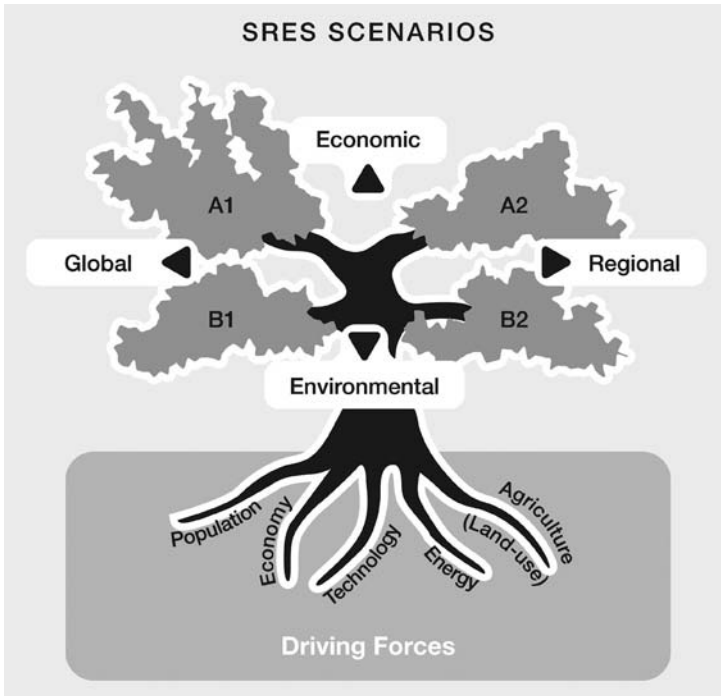 SRES SCENARIOS
Economic
A1
A2
Global
Regional
B1
B2
Environmental
Population
Economy
Technology
Energy
Agriculture
(Land-use)
Driving Forces